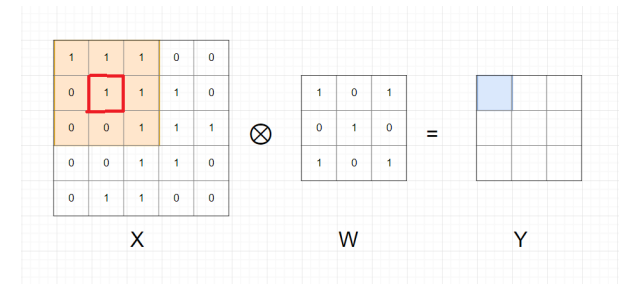 1 1 1 0 0
0 1 1 1 0
0 0 1 1 1
0 0 1 1 0
0 1 1 0 0
⊗
1 0 1
0 1 0
1 0 1
=
X W Y